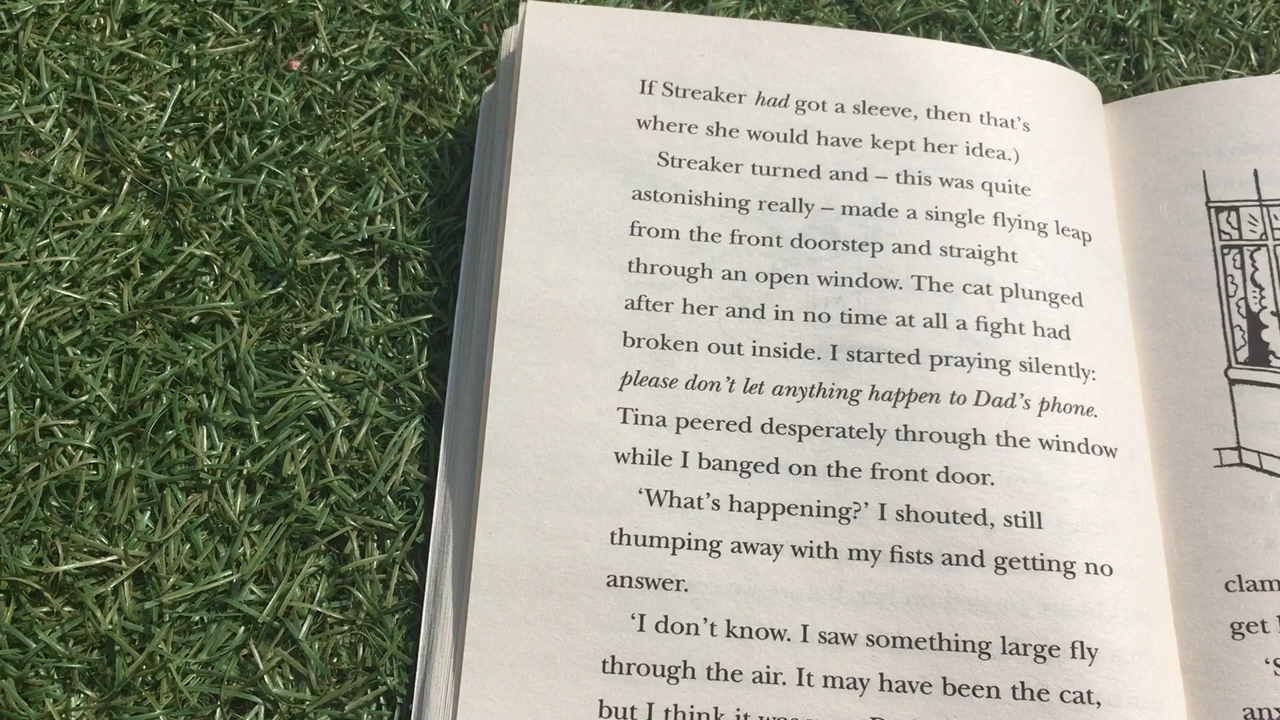 If Streaker had got a sleeve, then that's
where she would have kept her idea.)
Streaker turned and – this was quite
astonishing really – made a single flying leap
from the front doorstep and straight
through an open window. The cat plunged
after her and in no time at all a fight had
broken out inside. I started praying silently:
please don't let anything happen to Dad's phone.
Tina peered desperately through the window
while I banged on the front door.
‘What's happening?’ I shouted, still
thumping away with my fists and getting no
answer.
‘I don't know. I saw something large fly
through the air. It may have been the cat,
but I think it
get